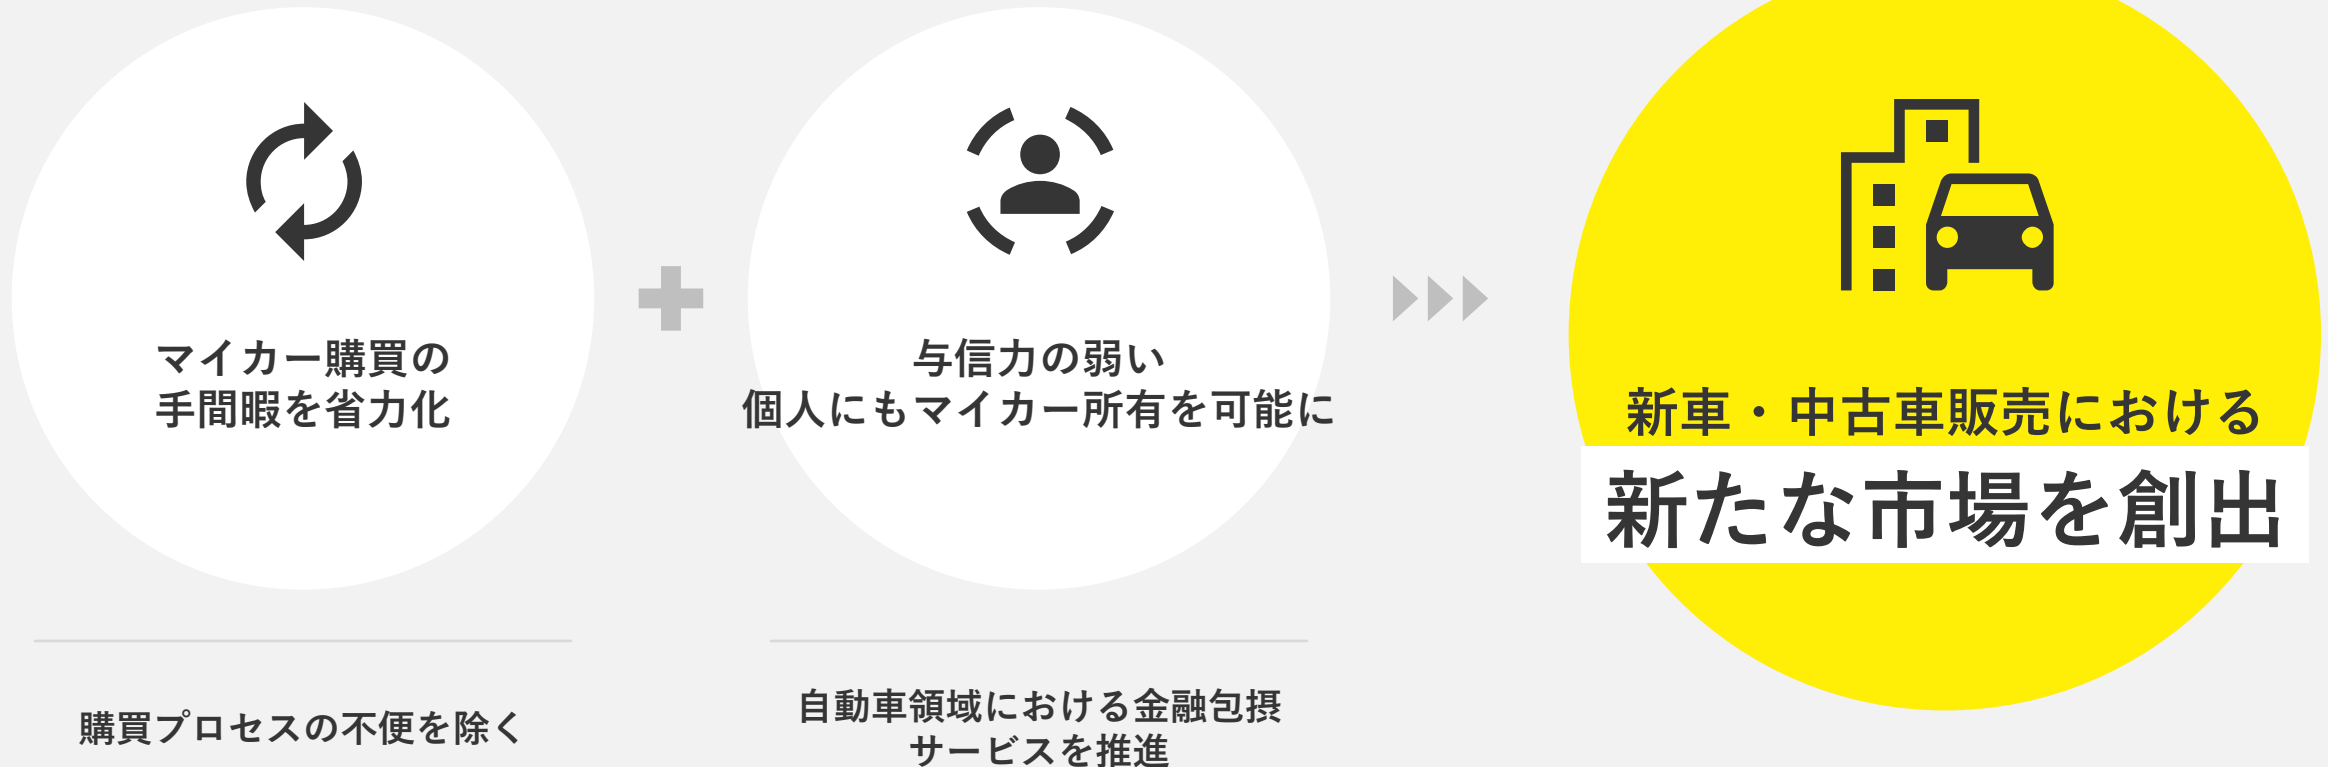 マイカー購買の
手間暇を省力化
購買プロセスの不便を除く
与信力の弱い
個人にもマイカー所有を可能に
自動車領域における金融包摂
サービスを推進
新車・中古車販売における
新たな市場を創出